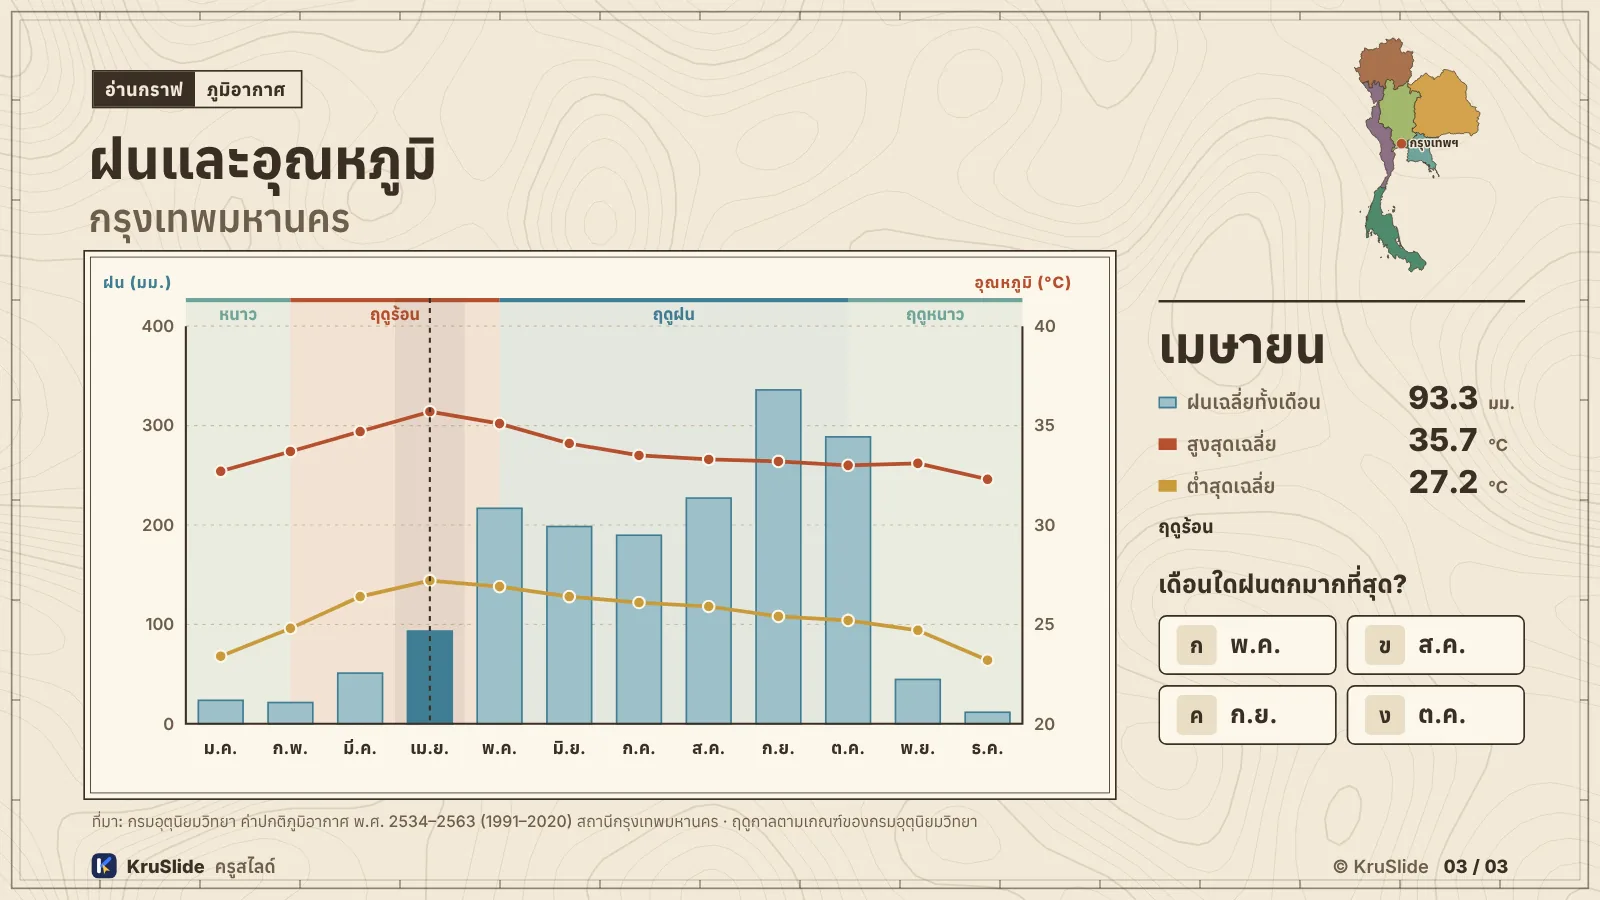 อ่านกราฟ ภูมิอากาศ
ฝนและอุณหภูมิ
กรุงเทพมหานคร
กรุงเทพฯ
ฝน (มม.) อุณหภูมิ (°C)
หนาว ฤดูร้อน ฤดูฝน ฤดูหนาว
400 40
300 35
200 30
100 25
0 20
ม.ค. ก.พ. มี.ค. เม.ย. พ.ค. มิ.ย. ก.ค. ส.ค. ก.ย. ต.ค. พ.ย. ธ.ค.
เมษายน
ฝนเฉลี่ยทั้งเดือน 93.3 มม.
สูงสุดเฉลี่ย 35.7 °C
ต่ำสุดเฉลี่ย 27.2 °C
ฤดูร้อน
เดือนใดฝนตกมากที่สุด?
ก พ.ค. ข ส.ค.
ค ก.ย. ง ต.ค.
ที่มา: กรมอุตุนิยมวิทยา ค่าปกติภูมิอากาศ พ.ศ. 2534–2563 (1991–2020) สถานีกรุงเทพมหานคร · ฤดูกาลตามเกณฑ์ของกรมอุตุนิยมวิทยา
KruSlide ครูสไลด์ © KruSlide 03 / 03